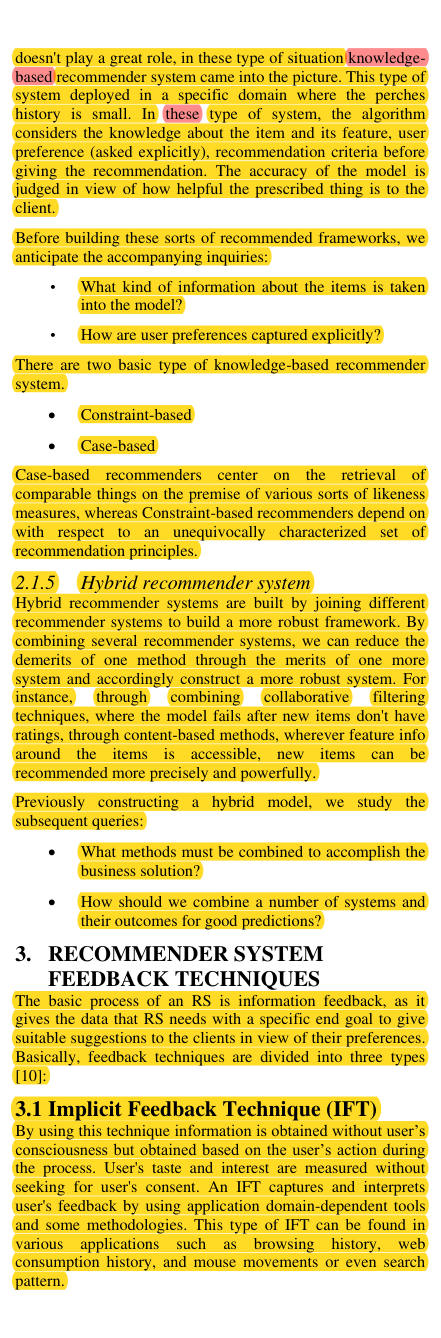 doesn't play a great role, in these type of situation knowledge-
based recommender system came into the picture. This type of
system deployed in a specific domain where the perches
history is small. In these type of system, the algorithm
considers the knowledge about the item and its feature, user
preference (asked explicitly), recommendation criteria before
giving the recommendation. The accuracy of the model is
judged in view of how helpful the prescribed thing is to the
client.
Before building these sorts of recommended frameworks, we
anticipate the accompanying inquiries:
• What kind of information about the items is taken
into the model?
• How are user preferences captured explicitly?
There are two basic type of knowledge-based recommender
system.
• Constraint-based
• Case-based
Case-based recommenders center on the retrieval of
comparable things on the premise of various sorts of likeness
measures, whereas Constraint-based recommenders depend on
with respect to an unequivocally characterized set of
recommendation principles.
2.1.5 Hybrid recommender system
Hybrid recommender systems are built by joining different
recommender systems to build a more robust framework. By
combining several recommender systems, we can reduce the
demerits of one method through the merits of one more
system and accordingly construct a more robust system. For
instance, through combining collaborative filtering
techniques, where the model fails after new items don't have
ratings, through content-based methods, wherever feature info
around the items is accessible, new items can be
recommended more precisely and powerfully.
Previously constructing a hybrid model, we study the
subsequent queries:
• What methods must be combined to accomplish the
business solution?
• How should we combine a number of systems and
their outcomes for good predictions?
3. RECOMMENDER SYSTEM
FEEDBACK TECHNIQUES
The basic process of an RS is information feedback, as it
gives the data that RS needs with a specific end goal to give
suitable suggestions to the clients in view of their preferences.
Basically, feedback techniques are divided into three types
[10]:
3.1 Implicit Feedback Technique (IFT)
By using this technique information is obtained without user’s
consciousness but obtained based on the user’s action during
the process. User's taste and interest are measured without
seeking for user's consent. An IFT captures and interprets
user's feedback by using application domain-dependent tools
and some methodologies. This type of IFT can be found in
various applications such as browsing history, web
consumption history, and mouse movements or even search
pattern.